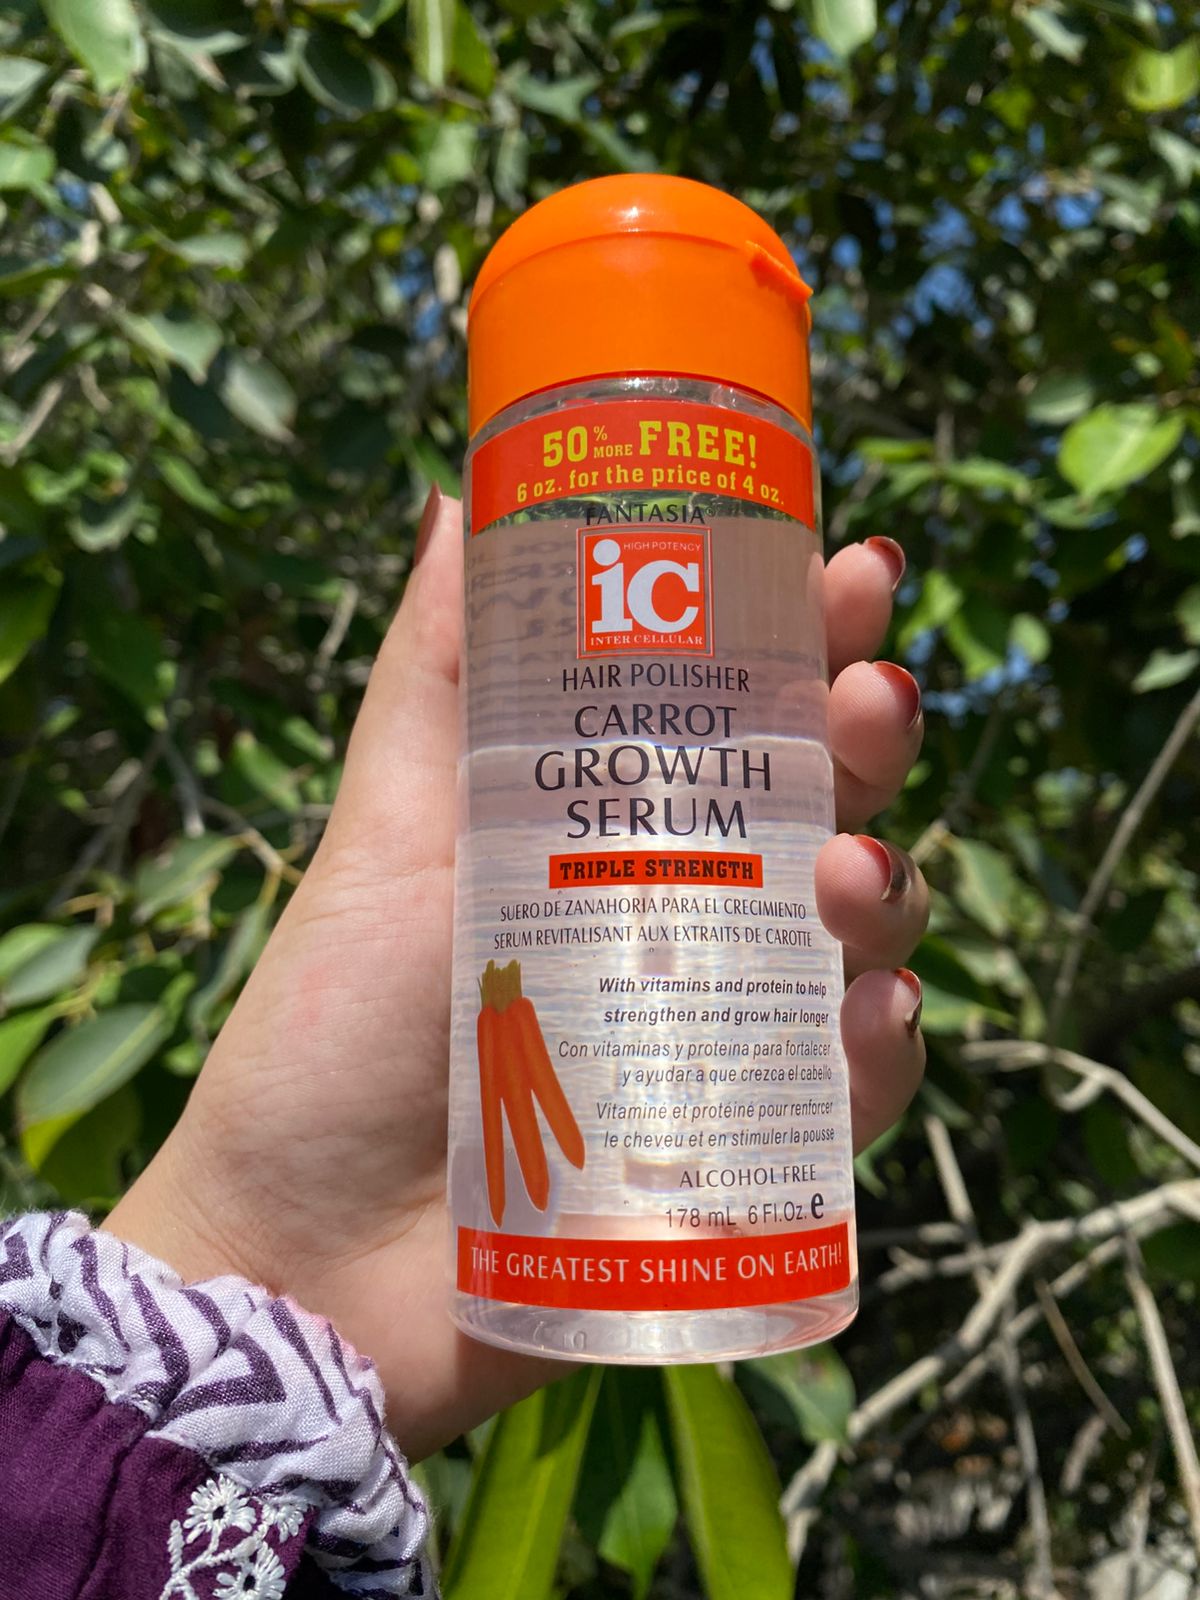 50% MORE FREE!
6 oz. for the price of 4 oz.
FANTASIA®
HIGH POTENCY
ic
INTER CELLULAR
HAIR POLISHER
CARROT
GROWTH
SERUM
TRIPLE STRENGTH
SUERO DE ZANAHORIA PARA EL CRECIMIENTO
SERUM REVITALISANT AUX EXTRAITS DE CAROTTE
With vitamins and protein to help
strengthen and grow hair longer
Con vitaminas y proteina para fortalecer
y ayudar a que crezca el cabello
Vitaminé et protéiné pour renforcer
le cheveu et en stimuler la pousse
ALCOHOL FREE
178 mL 6 Fl.Oz. e
THE GREATEST SHINE ON EARTH!